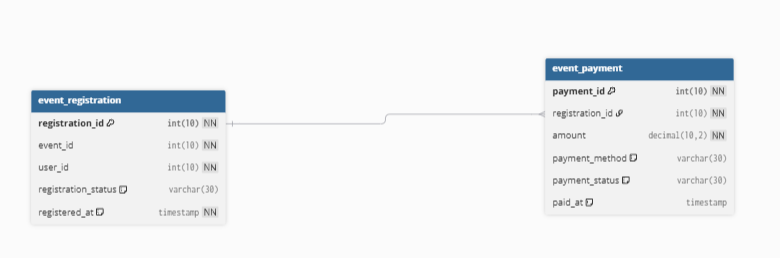 event_registration
registration_id int(10) NN
event_id int(10) NN
user_id int(10) NN
registration_status varchar(30)
registered_at timestamp NN
event_payment
payment_id int(10) NN
registration_id int(10) NN
amount decimal(10,2) NN
payment_method varchar(30)
payment_status varchar(30)
paid_at timestamp